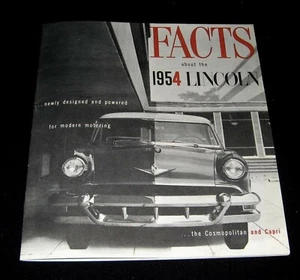 FACTS
about the
1954 LINCOLN
...newly designed and powered
for modern motoring
...the Cosmopolitan and Capri